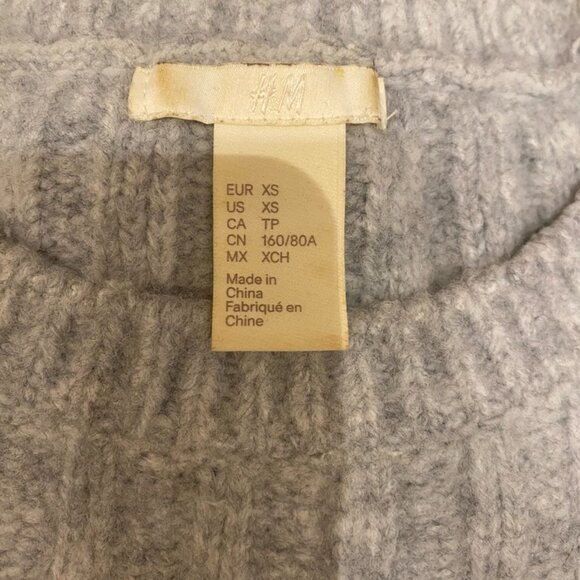 H&M
EUR XS
US XS
CA TP
CN 160/80A
MX XCH
Made in
China
Fabriqué en
Chine